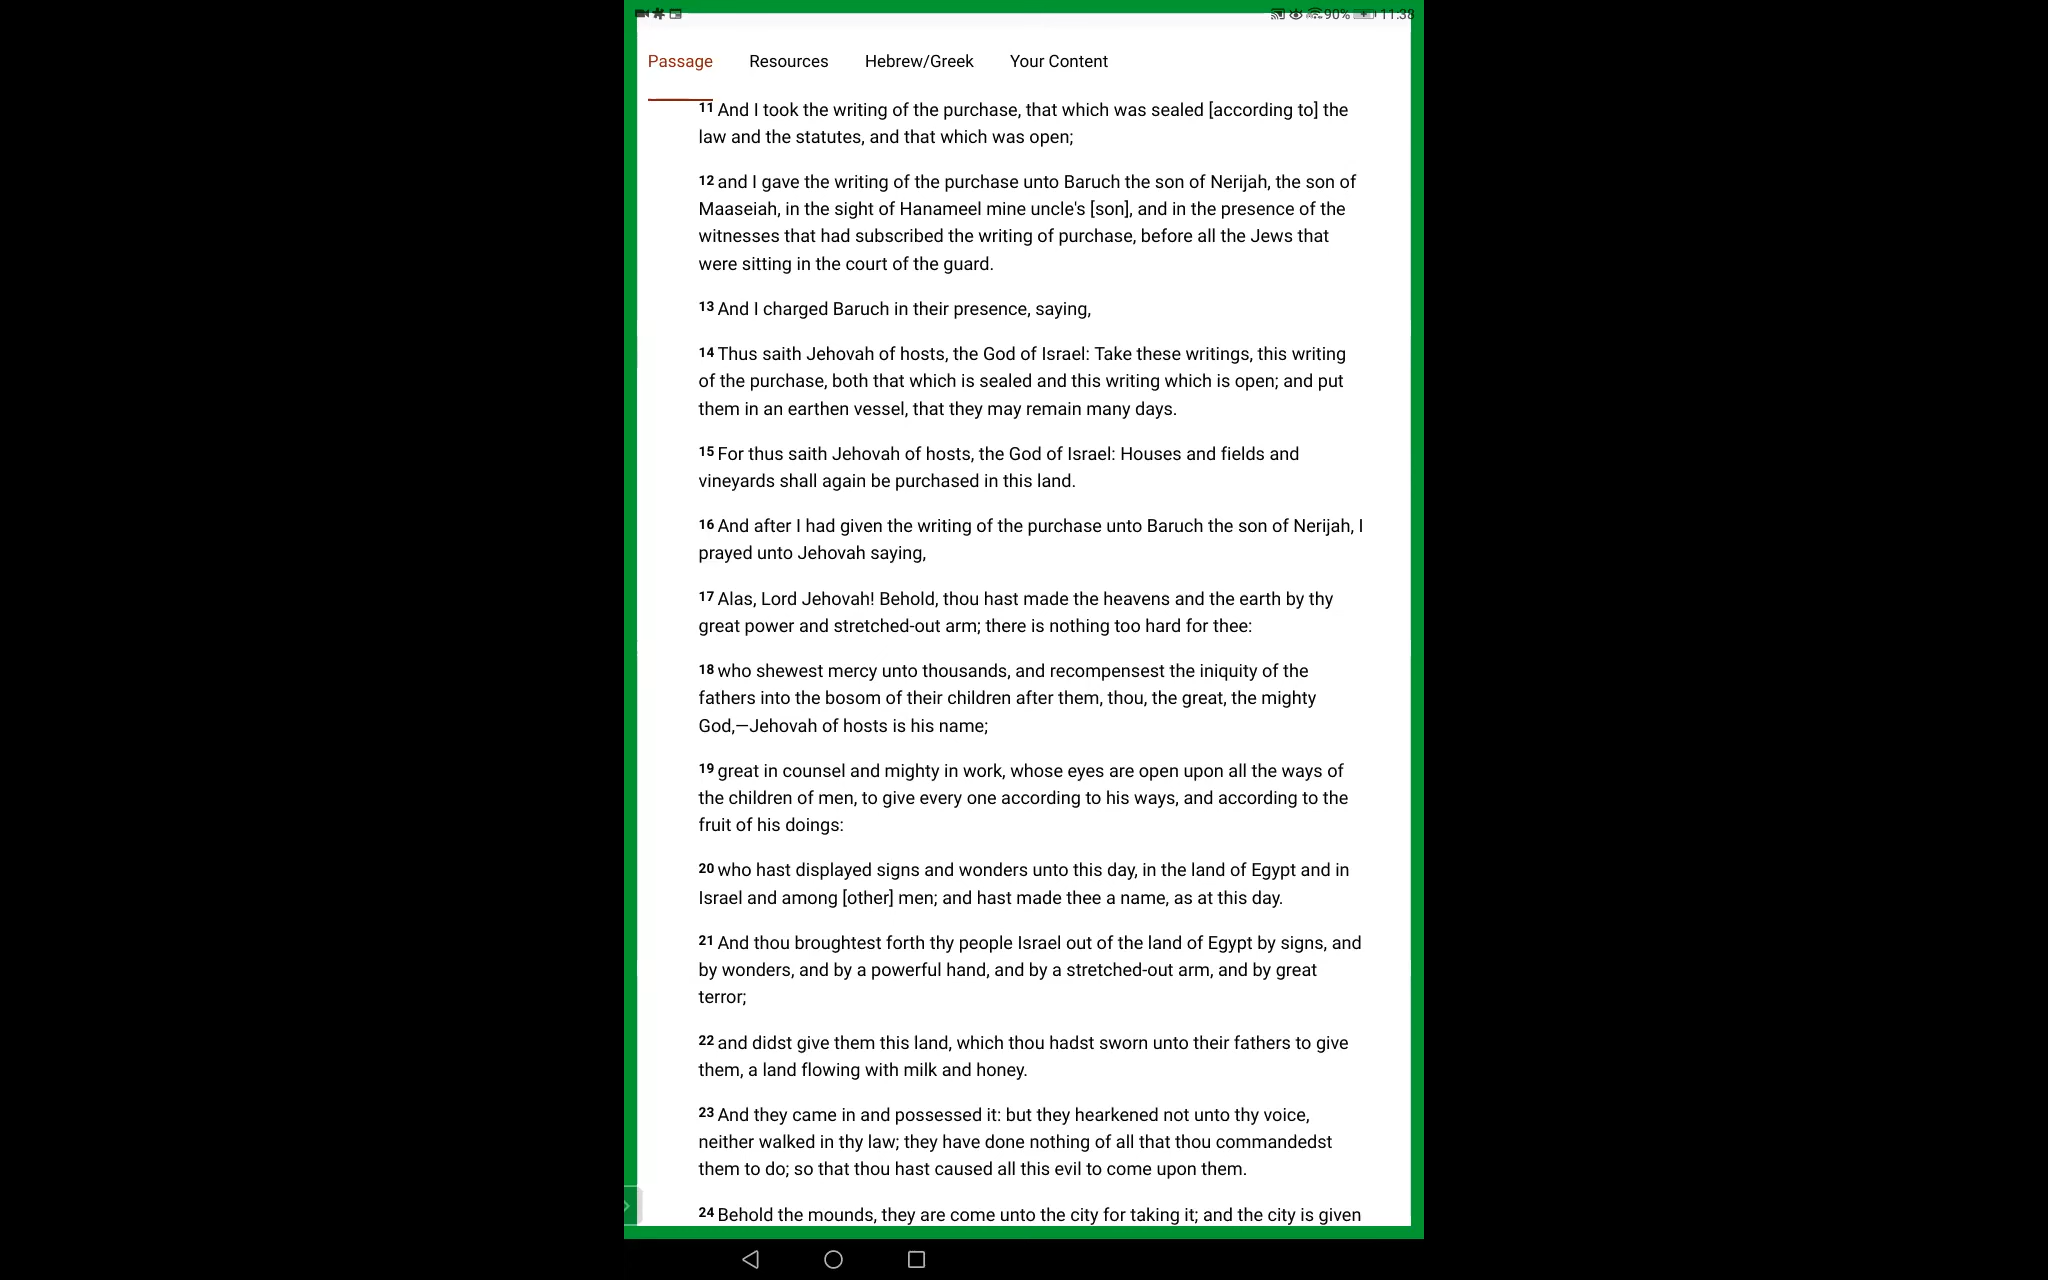 90% 11:38
Passage Resources Hebrew/Greek Your Content
11 And I took the writing of the purchase, that which was sealed [according to] the
law and the statutes, and that which was open;
12 and I gave the writing of the purchase unto Baruch the son of Nerijah, the son of
Maaseiah, in the sight of Hanameel mine uncle's [son], and in the presence of the
witnesses that had subscribed the writing of purchase, before all the Jews that
were sitting in the court of the guard.
13 And I charged Baruch in their presence, saying,
14 Thus saith Jehovah of hosts, the God of Israel: Take these writings, this writing
of the purchase, both that which is sealed and this writing which is open; and put
them in an earthen vessel, that they may remain many days.
15 For thus saith Jehovah of hosts, the God of Israel: Houses and fields and
vineyards shall again be purchased in this land.
16 And after I had given the writing of the purchase unto Baruch the son of Nerijah, I
prayed unto Jehovah saying,
17 Alas, Lord Jehovah! Behold, thou hast made the heavens and the earth by thy
great power and stretched-out arm; there is nothing too hard for thee:
18 who shewest mercy unto thousands, and recompensest the iniquity of the
fathers into the bosom of their children after them, thou, the great, the mighty
God,—Jehovah of hosts is his name;
19 great in counsel and mighty in work, whose eyes are open upon all the ways of
the children of men, to give every one according to his ways, and according to the
fruit of his doings:
20 who hast displayed signs and wonders unto this day, in the land of Egypt and in
Israel and among [other] men; and hast made thee a name, as at this day.
21 And thou broughtest forth thy people Israel out of the land of Egypt by signs, and
by wonders, and by a powerful hand, and by a stretched-out arm, and by great
terror;
22 and didst give them this land, which thou hadst sworn unto their fathers to give
them, a land flowing with milk and honey.
23 And they came in and possessed it: but they hearkened not unto thy voice,
neither walked in thy law; they have done nothing of all that thou commandedst
them to do; so that thou hast caused all this evil to come upon them.
24 Behold the mounds, they are come unto the city for taking it; and the city is given